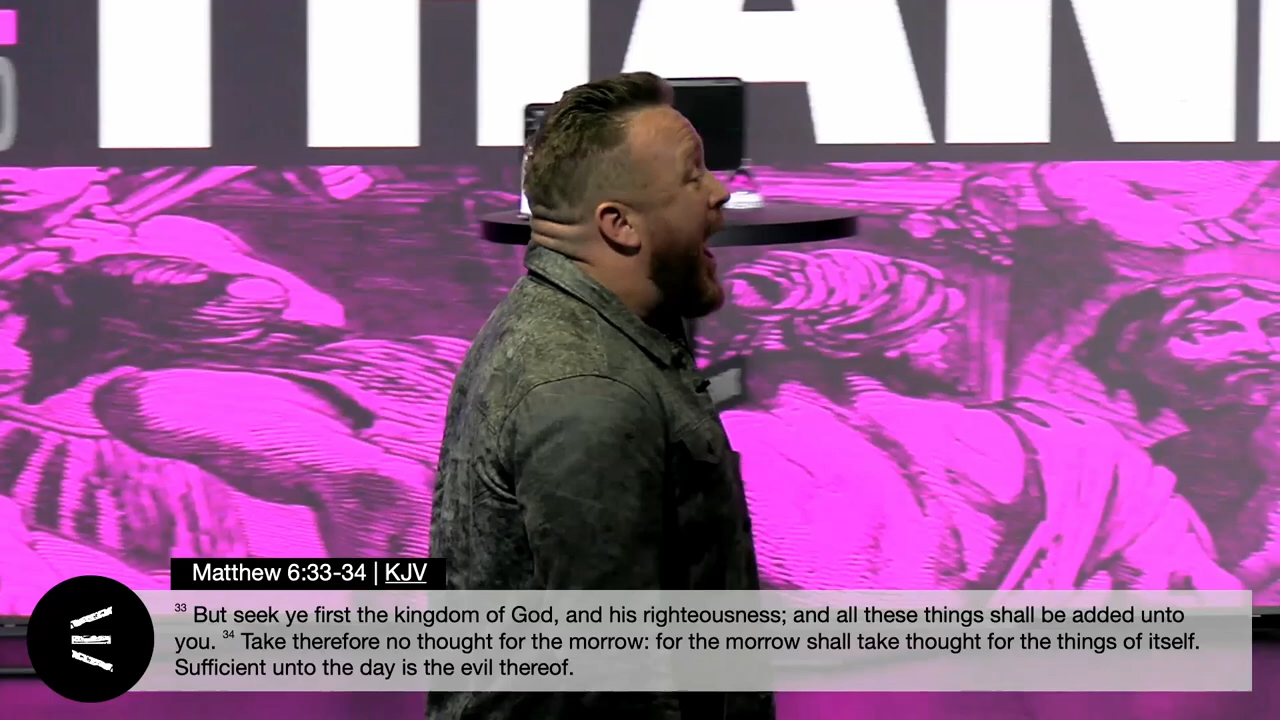 THAN
Matthew 6:33-34 | KJV
33 But seek ye first the kingdom of God, and his righteousness; and all these things shall be added unto
you. 34 Take therefore no thought for the morrow: for the morrow shall take thought for the things of itself.
Sufficient unto the day is the evil thereof.